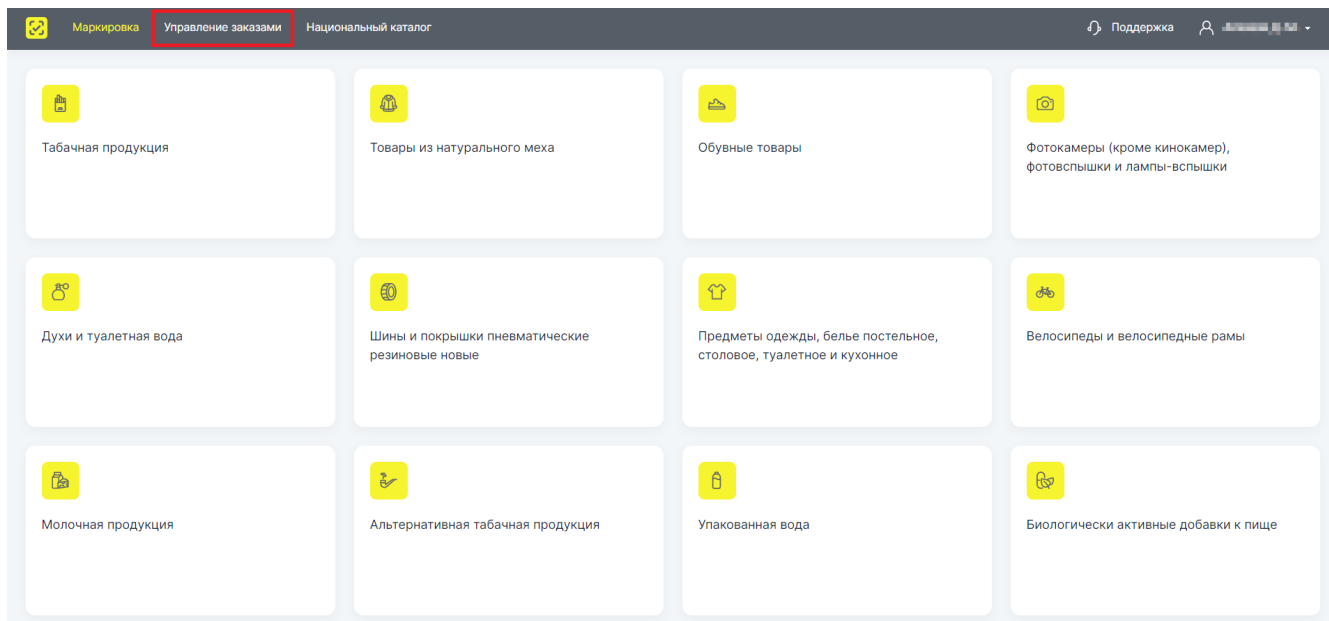 Маркировка Управление заказами Национальный каталог Поддержка
Табачная продукция
Товары из натурального меха
Обувные товары
Фотокамеры (кроме кинокамер),
фотовспышки и лампы-вспышки
Духи и туалетная вода
Шины и покрышки пневматические
резиновые новые
Предметы одежды, белье постельное,
столовое, туалетное и кухонное
Велосипеды и велосипедные рамы
Молочная продукция
Альтернативная табачная продукция
Упакованная вода
Биологически активные добавки к пище